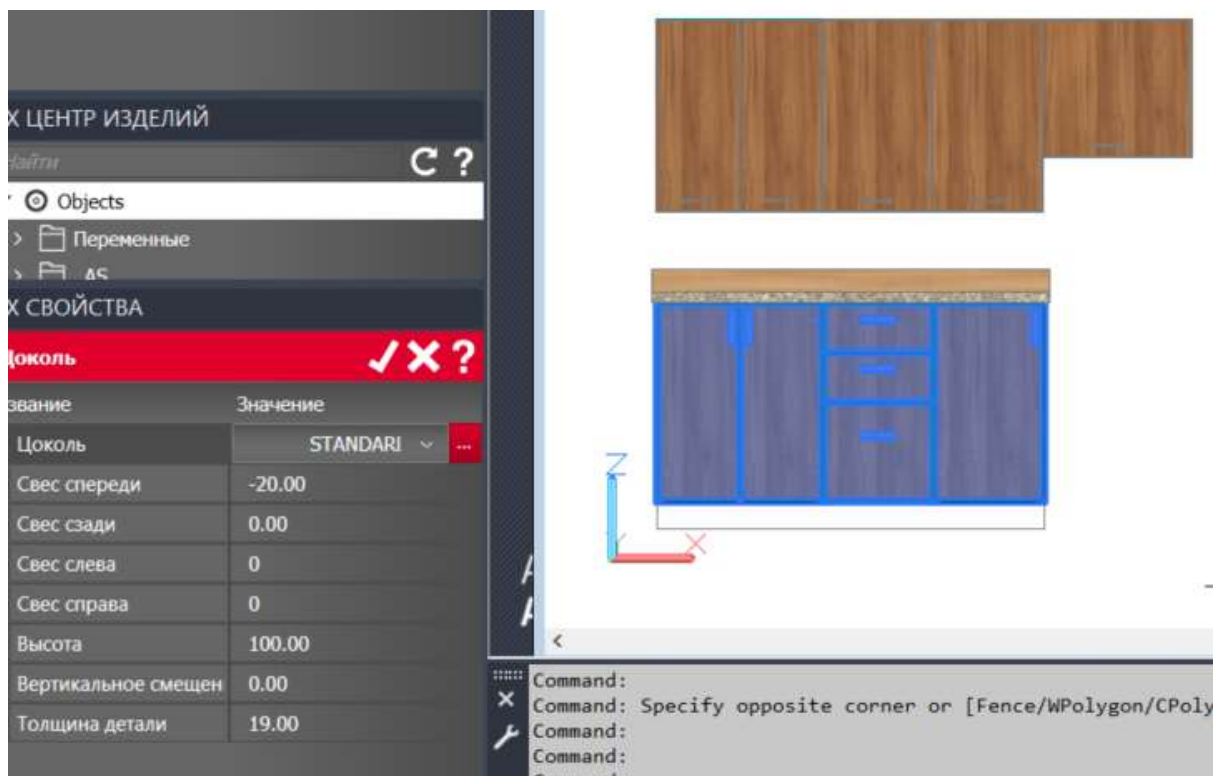 Х ЦЕНТР ИЗДЕЛИЙ
Найти
Objects
Переменные
AS
Х СВОЙСТВА
Цоколь
звание Значение
Цоколь STANDARI ...
Свес спереди -20.00
Свес сзади 0.00
Свес слева 0
Свес справа 0
Высота 100.00
Вертикальное смещен 0.00
Толщина детали 19.00
Z
X
Command:
Command: Specify opposite corner or [Fence/WPolygon/CPoly
Command:
Command: